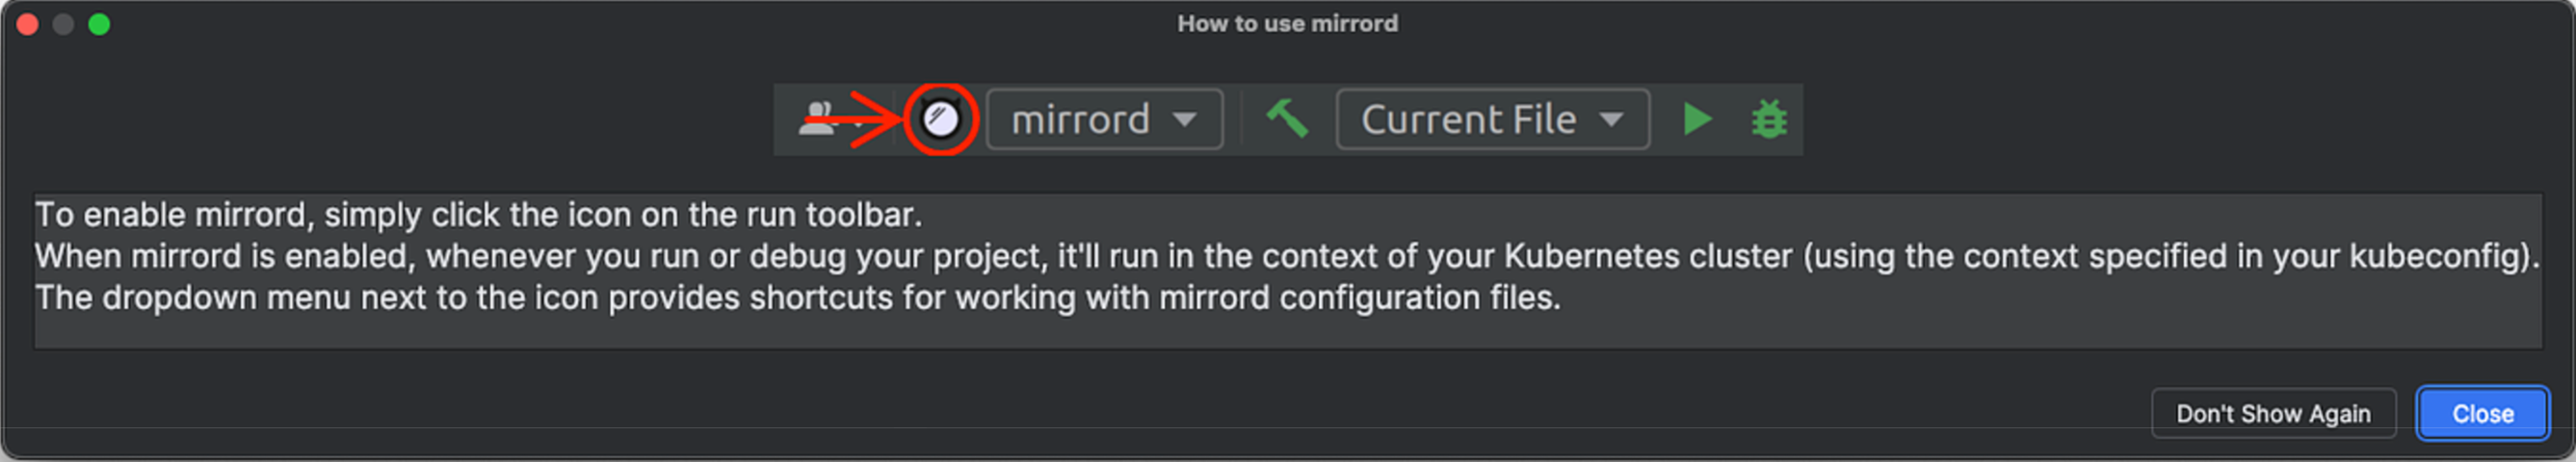 How to use mirrord
mirrord Current File
To enable mirrord, simply click the icon on the run toolbar.
When mirrord is enabled, whenever you run or debug your project, it'll run in the context of your Kubernetes cluster (using the context specified in your kubeconfig).
The dropdown menu next to the icon provides shortcuts for working with mirrord configuration files.
Don't Show Again Close